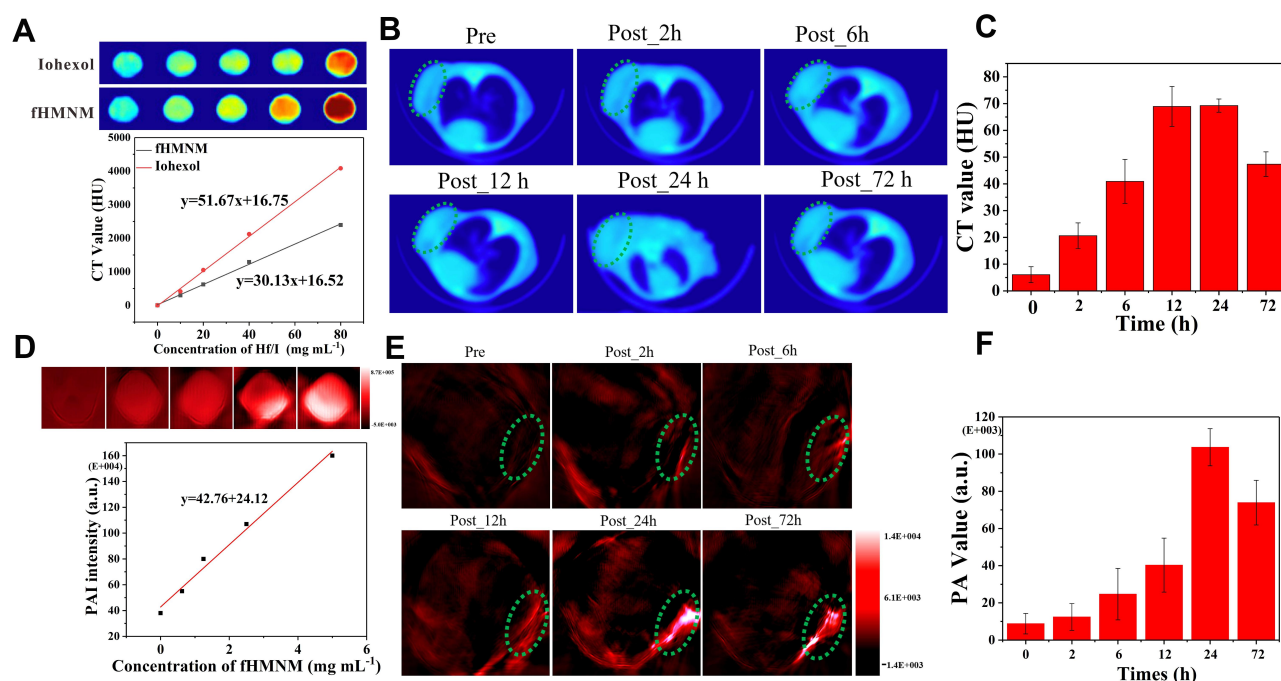 A
Iohexol
fHMNM
5000
4000
3000
2000
1000
0
CT Value (HU)
fHMNM
Iohexol
y=51.67x+16.75
y=30.13x+16.52
0 20 40 60 80
Concentration of Hf/I (mg mL⁻¹)
B
Pre Post_2h Post_6h
Post_12 h Post_24 h Post_72 h
C
80
70
60
50
40
30
20
10
0
CT value (HU)
0 2 6 12 24 72
Time (h)
D
8.7E+005
-5.0E+003
(E+004)
160
140
120
100
80
60
40
20
PAI intensity (a.u.)
y=42.76+24.12
0 2 4 6
Concentration of fHMNM (mg mL⁻¹)
E
Pre Post_2h Post_6h
Post_12h Post_24h Post_72h
1.4E+004
6.1E+003
-1.4E+003
F
120
(E+003)
100
80
60
40
20
0
PA Value (a.u.)
0 2 6 12 24 72
Times (h)